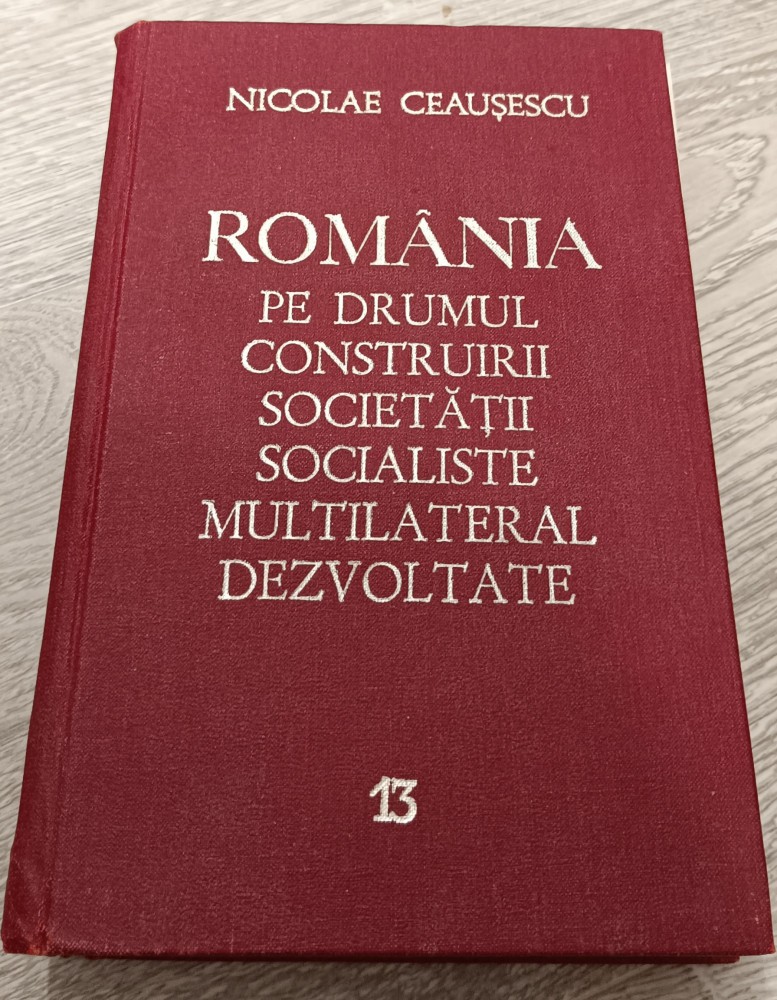 NICOLAE CEAUȘESCU
ROMÂNIA
PE DRUMUL
CONSTRUIRII
SOCIETĂȚII
SOCIALISTE
MULTILATERAL
DEZVOLTATE
13